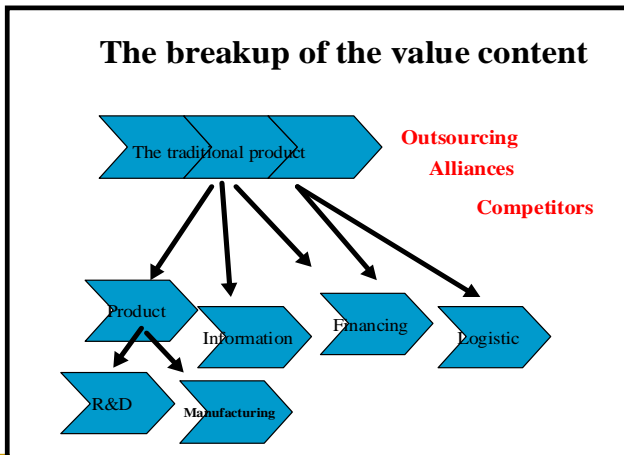 The breakup of the value content
The traditional product
Outsourcing
Alliances
Competitors
Product
Information
Financing
Logistic
R&D
Manufacturing